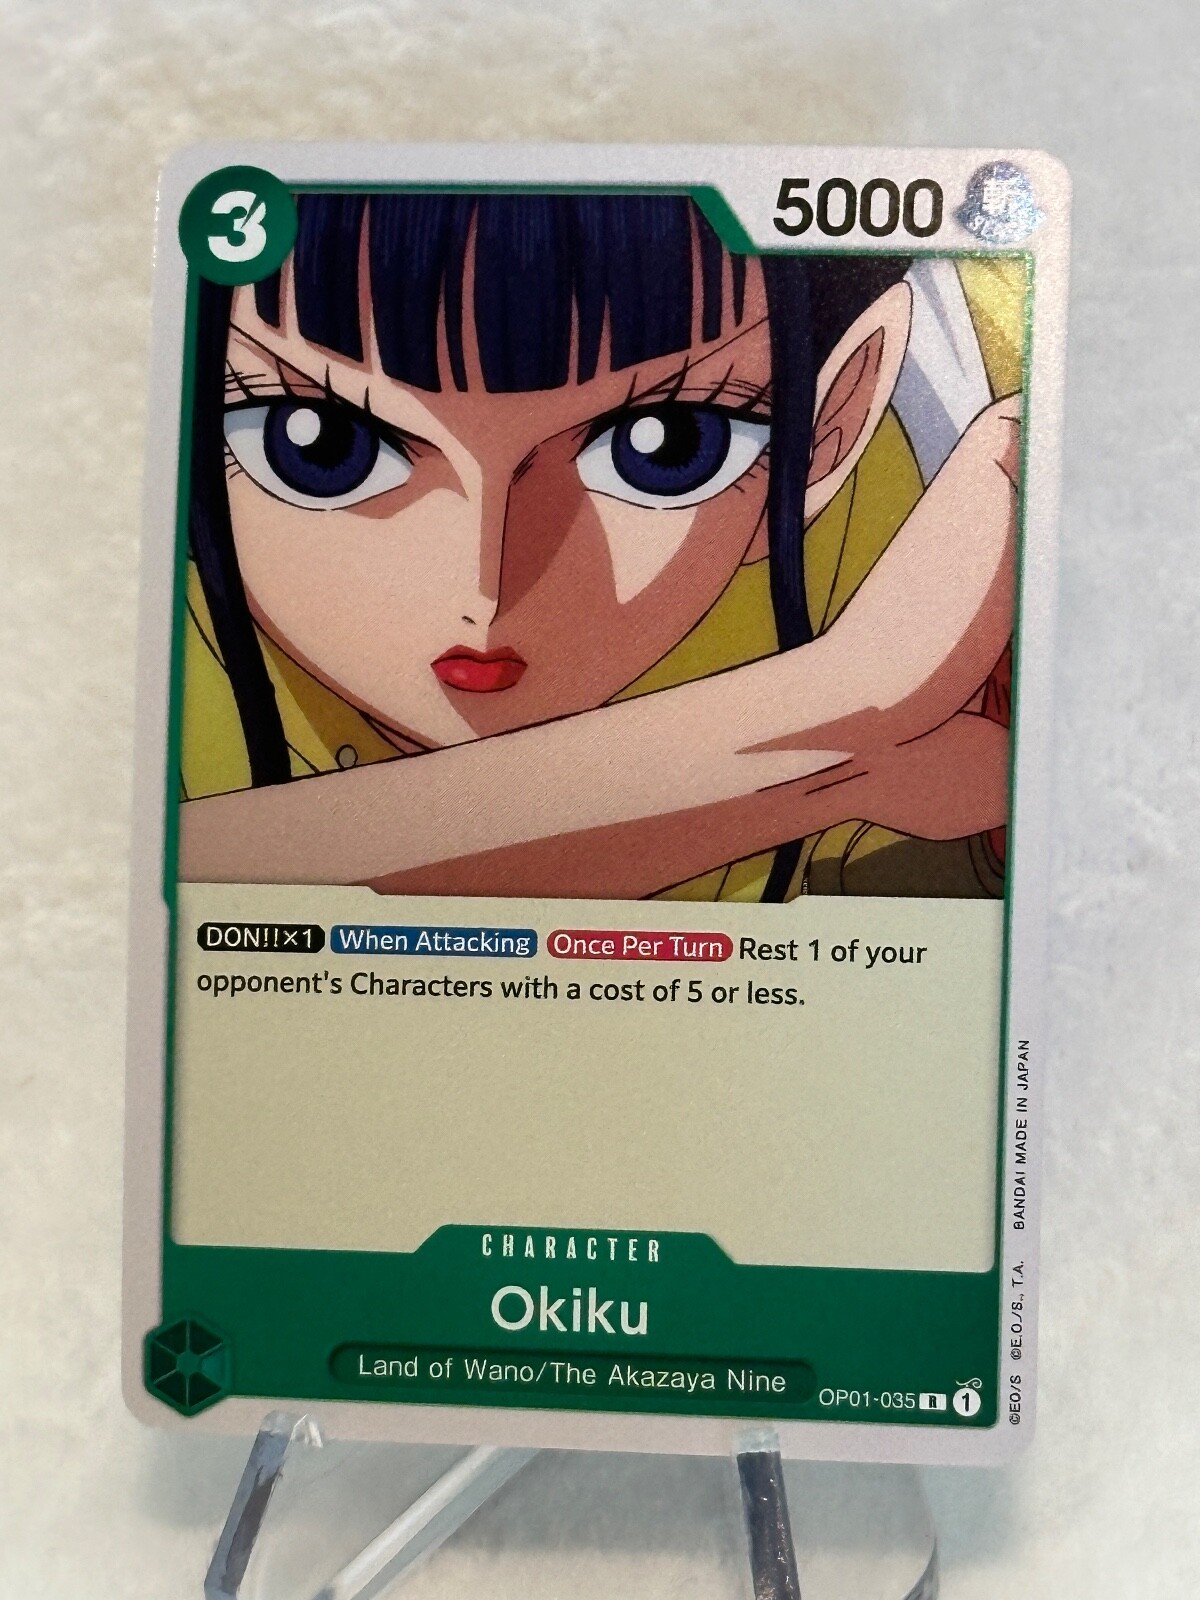 3
5000
斬
DON!!×1 When Attacking Once Per Turn Rest 1 of your
opponent's Characters with a cost of 5 or less.
CHARACTER
Okiku
Land of Wano/The Akazaya Nine
OP01-035 R 1
©EO/S ©E.O./S., T.A. BANDAI MADE IN JAPAN